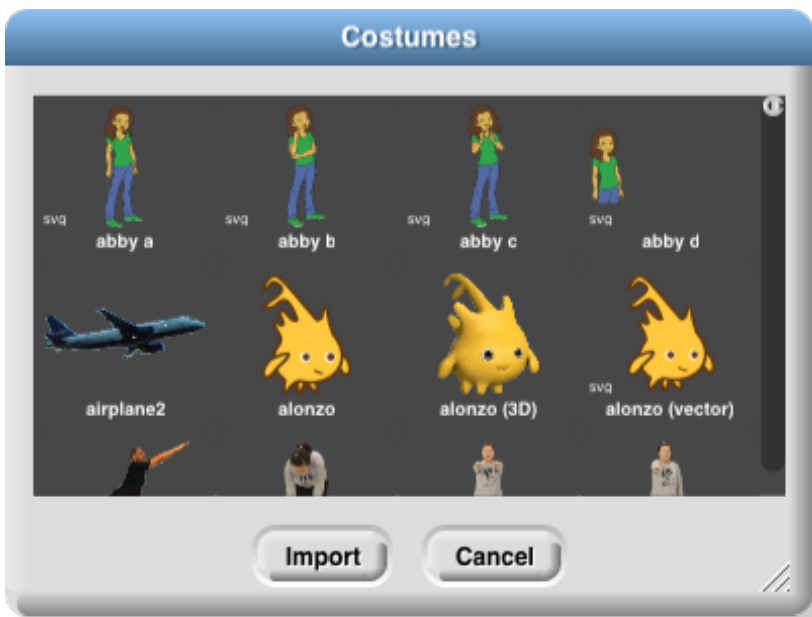 Costumes
svg
svg
svg
svg
abby a
abby b
abby c
abby d
svg
airplane2
alonzo
alonzo (3D)
alonzo (vector)
Import
Cancel